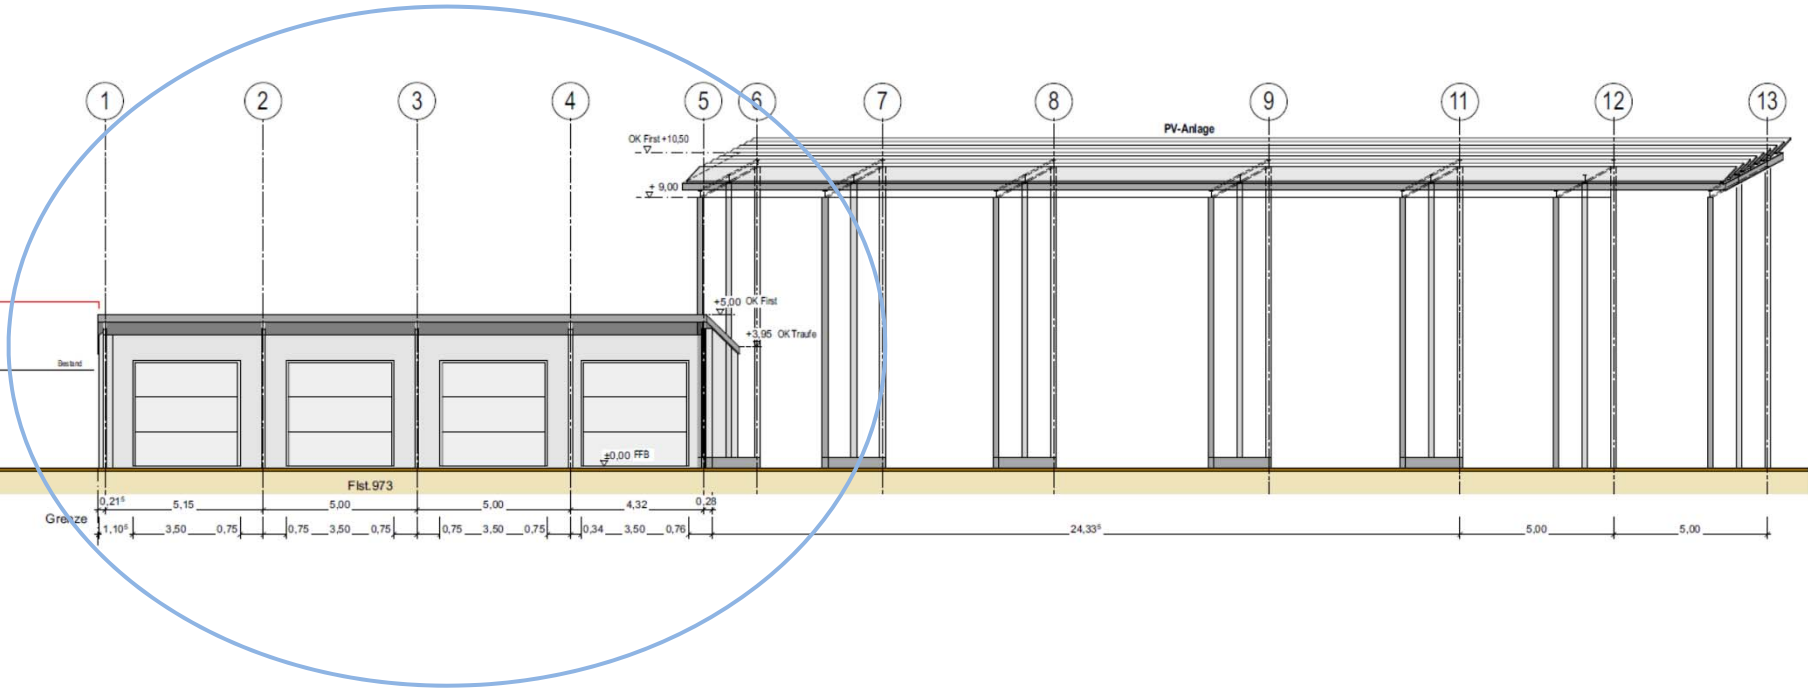 1 2 3 4 5 6 7 8 9 11 12 13
PV-Anlage
OK First +10,50
+ 9,00
+5,00 OK First
+3,95 OK Traufe
Bestand
±0,00 FFB
Flst.973
0,21⁵ 5,15 5,00 5,00 4,32 0,28
Grenze
1,10⁵ 3,50 0,75 0,75 3,50 0,75 0,75 3,50 0,75 0,34 3,50 0,76 24,33⁵ 5,00 5,00